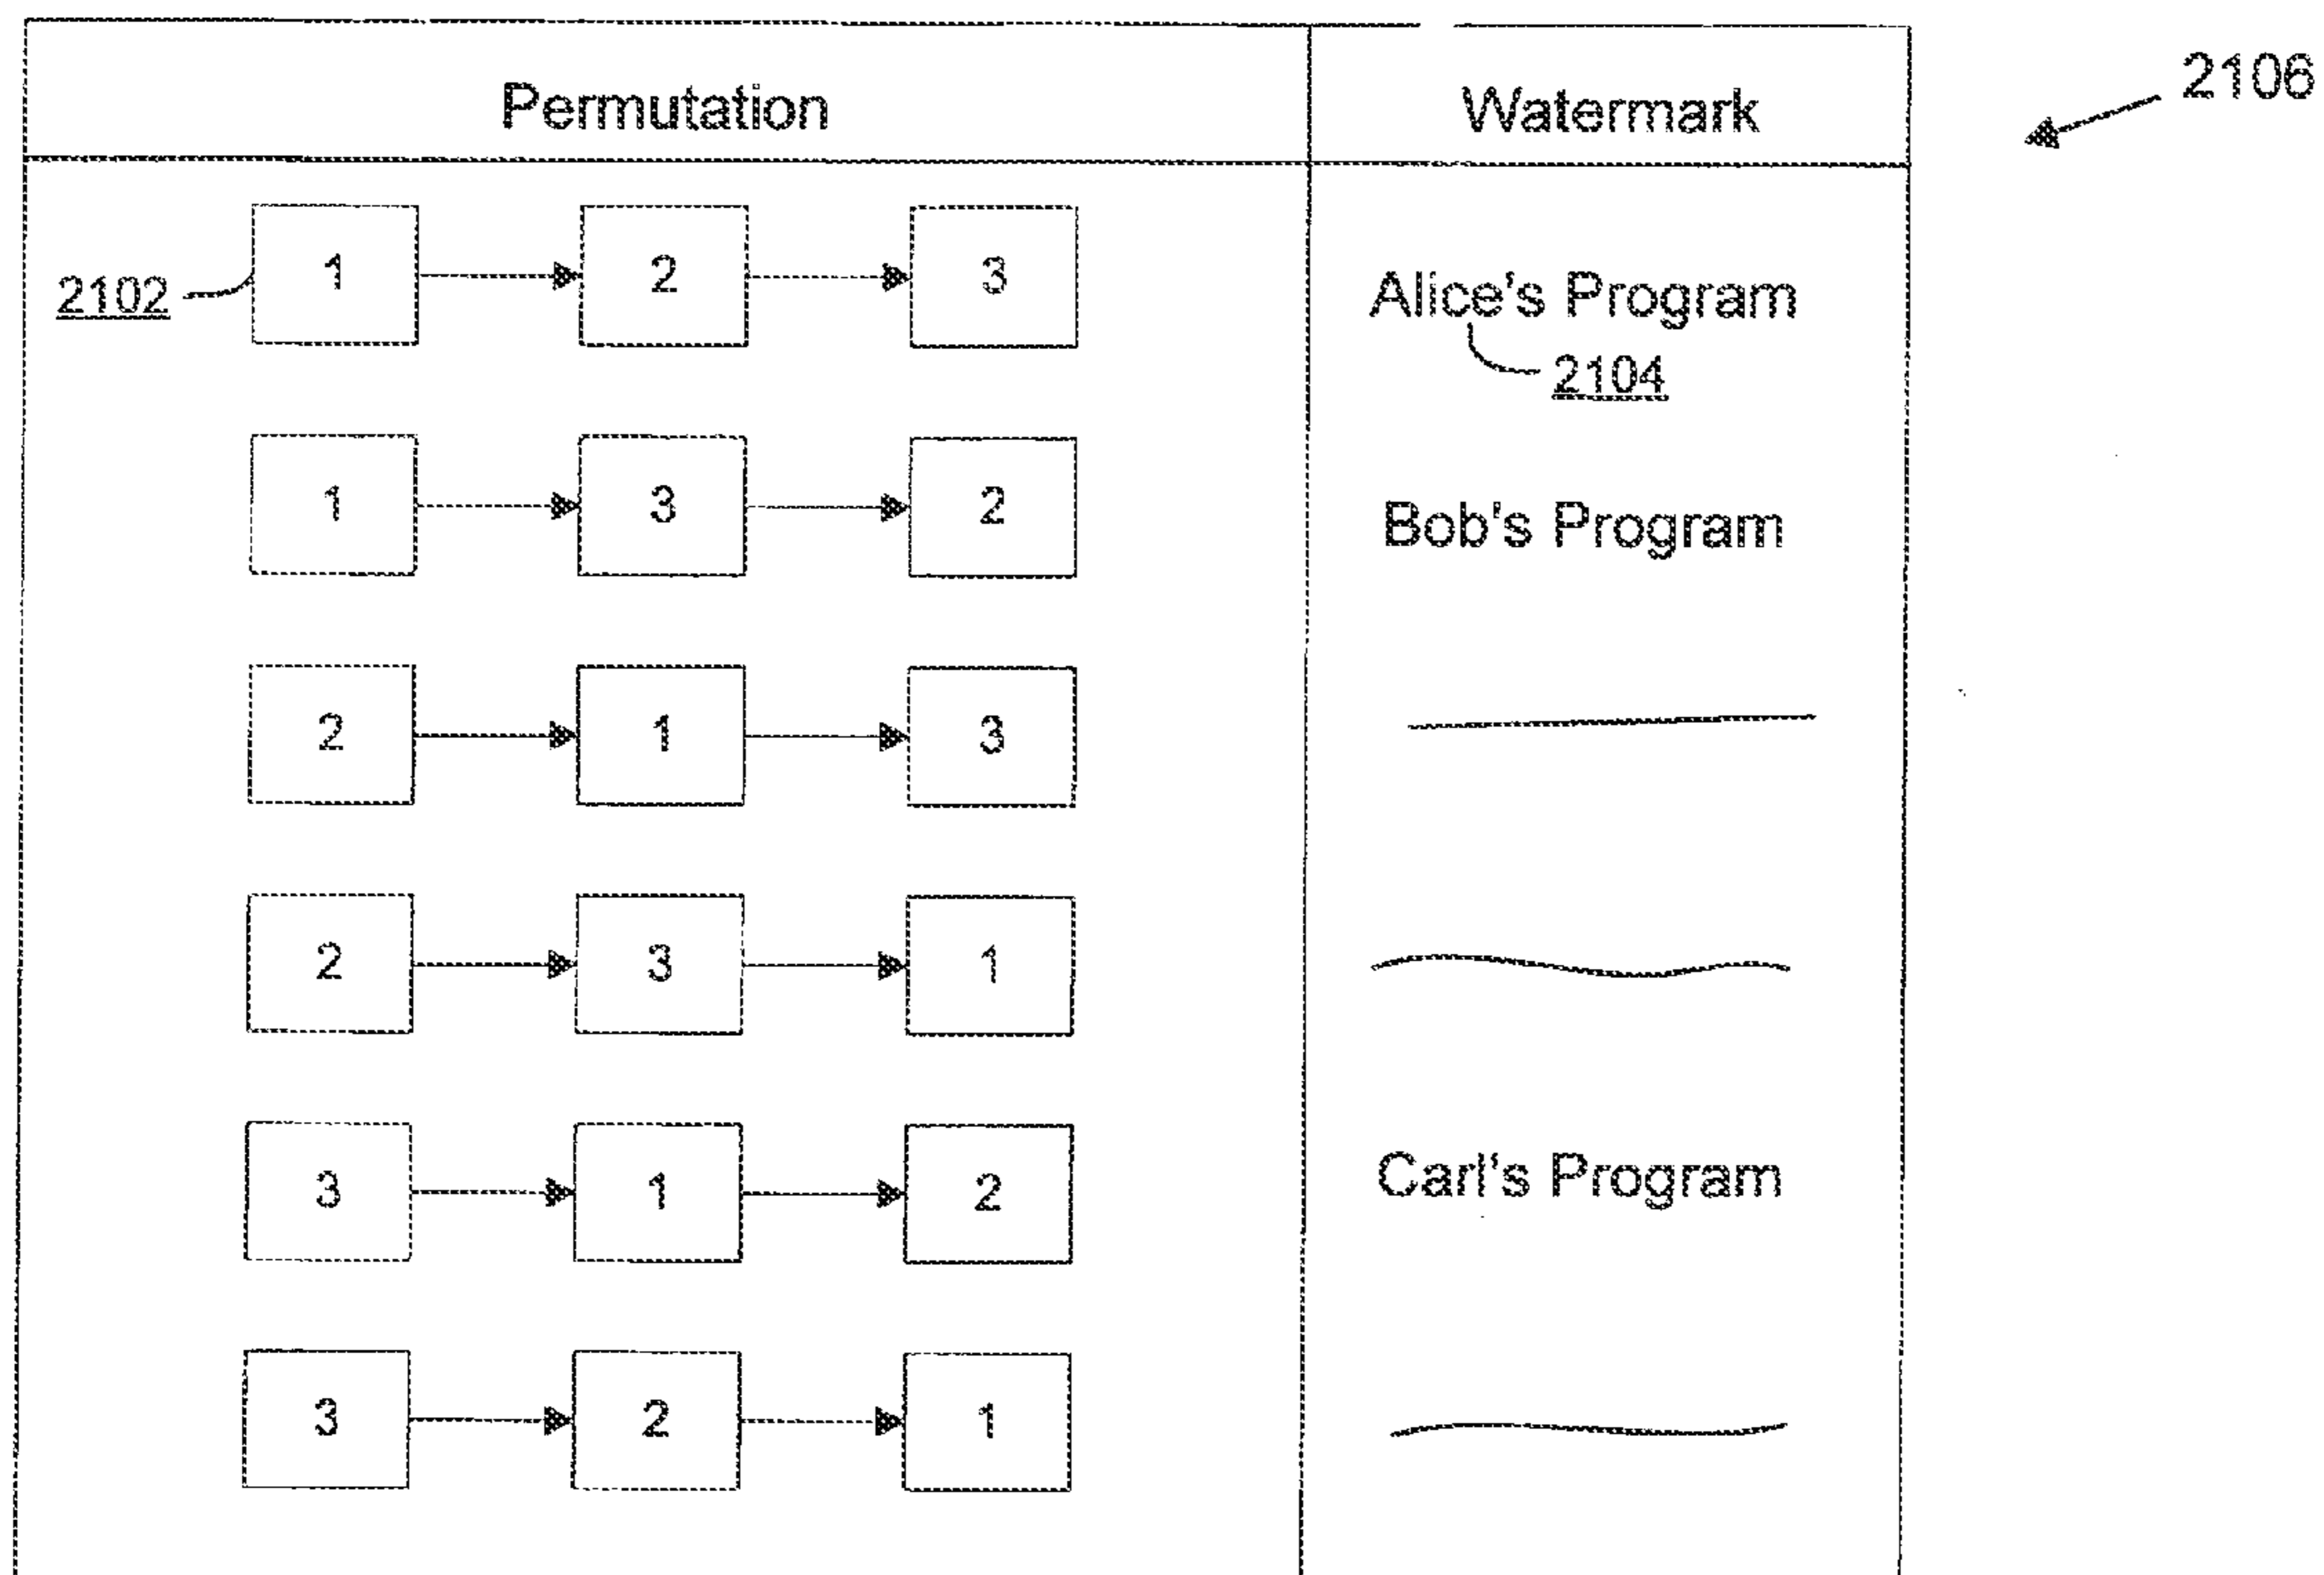 Permutation Watermark 2106
2102 1 2 3 Alice's Program
2104
1 3 2 Bob's Program
2 1 3
2 3 1
3 1 2 Carl's Program
3 2 1